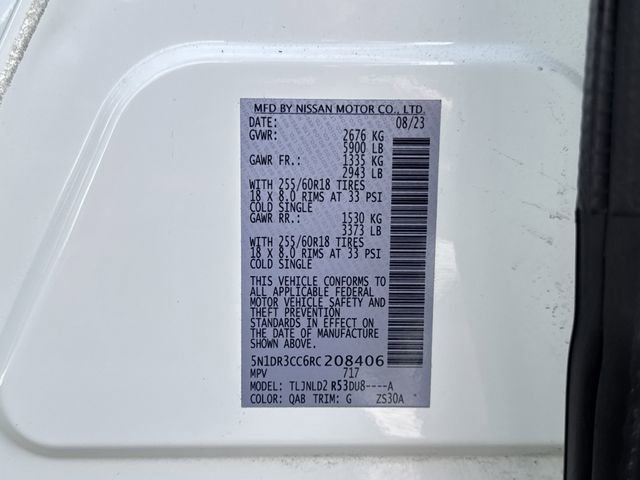 MFD BY NISSAN MOTOR CO., LTD.
DATE: 08/23
GVWR: 2676 KG
5900 LB
GAWR FR.: 1335 KG
2943 LB
WITH 255/60R18 TIRES
18 X 8.0 RIMS AT 33 PSI
COLD SINGLE
GAWR RR.: 1530 KG
3373 LB
WITH 255/60R18 TIRES
18 X 8.0 RIMS AT 33 PSI
COLD SINGLE
THIS VEHICLE CONFORMS TO
ALL APPLICABLE FEDERAL
MOTOR VEHICLE SAFETY AND
THEFT PREVENTION
STANDARDS IN EFFECT ON
THE DATE OF MANUFACTURE
SHOWN ABOVE.
5N1DR3CC6RC208406
MPV 717
MODEL: TLJNLD2 R53DU8----A
COLOR: QAB TRIM: G ZS30A